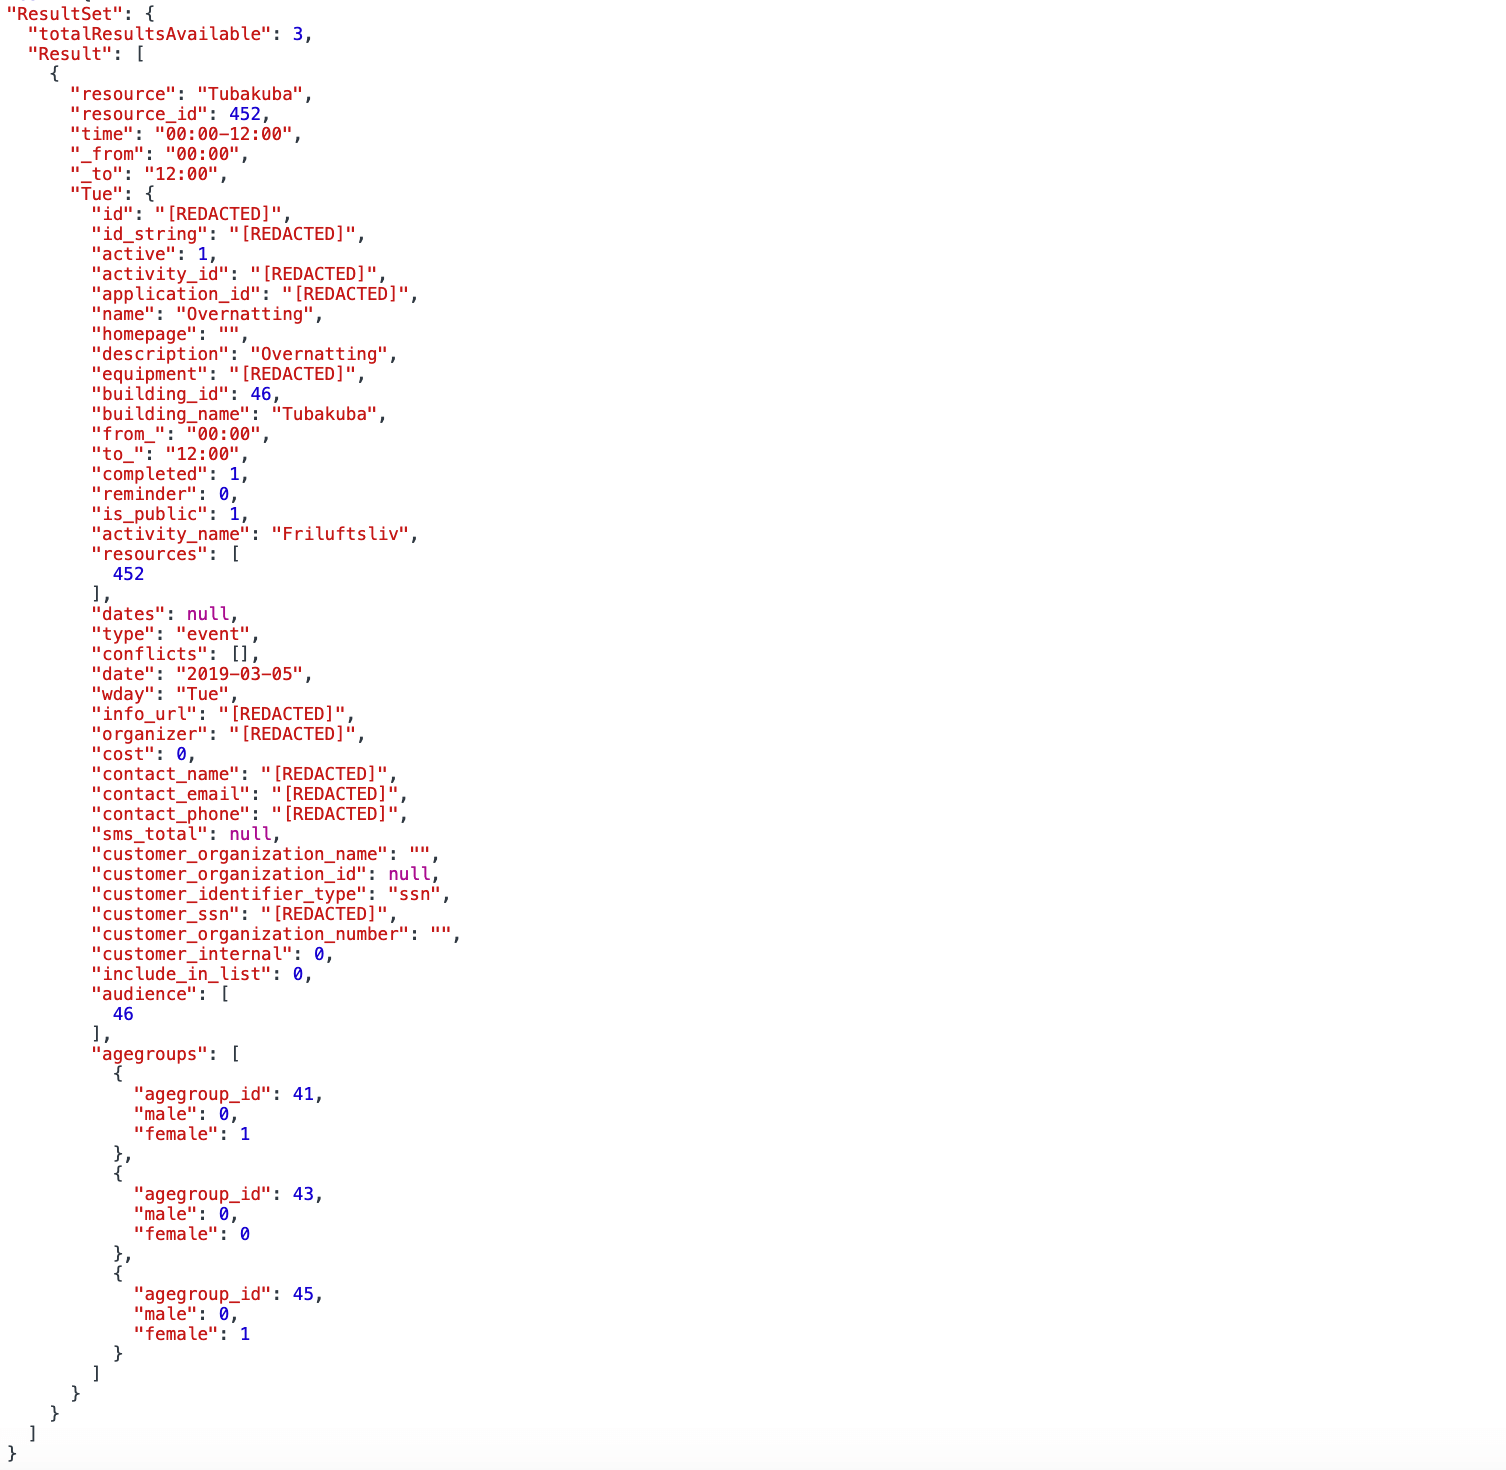 "ResultSet": {
"totalResultsAvailable": 3,
"Result": [
{
"resource": "Tubakuba",
"resource_id": 452,
"time": "00:00-12:00",
"_from": "00:00",
"_to": "12:00",
"Tue": {
"id": "[REDACTED]",
"id_string": "[REDACTED]",
"active": 1,
"activity_id": "[REDACTED]",
"application_id": "[REDACTED]",
"name": "Overnatting",
"homepage": "",
"description": "Overnatting",
"equipment": "[REDACTED]",
"building_id": 46,
"building_name": "Tubakuba",
"from_": "00:00",
"to_": "12:00",
"completed": 1,
"reminder": 0,
"is_public": 1,
"activity_name": "Friluftsliv",
"resources": [
452
],
"dates": null,
"type": "event",
"conflicts": [],
"date": "2019-03-05",
"wday": "Tue",
"info_url": "[REDACTED]",
"organizer": "[REDACTED]",
"cost": 0,
"contact_name": "[REDACTED]",
"contact_email": "[REDACTED]",
"contact_phone": "[REDACTED]",
"sms_total": null,
"customer_organization_name": "",
"customer_organization_id": null,
"customer_identifier_type": "ssn",
"customer_ssn": "[REDACTED]",
"customer_organization_number": "",
"customer_internal": 0,
"include_in_list": 0,
"audience": [
46
],
"agegroups": [
{
"agegroup_id": 41,
"male": 0,
"female": 1
},
{
"agegroup_id": 43,
"male": 0,
"female": 0
},
{
"agegroup_id": 45,
"male": 0,
"female": 1
}
]
}
}
]
}